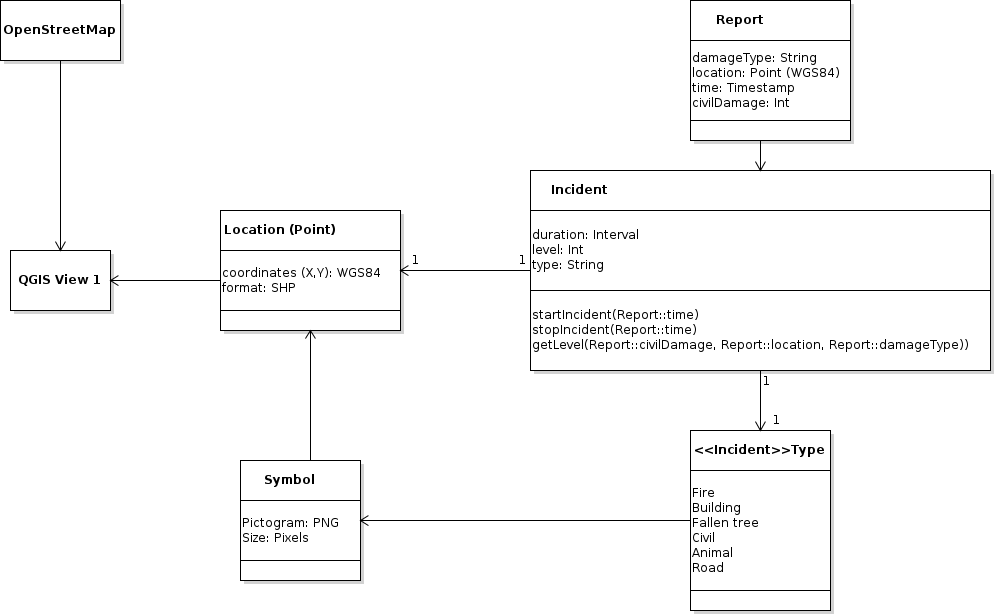 OpenStreetMap
Report
damageType: String
location: Point (WGS84)
time: Timestamp
civilDamage: Int
Incident
duration: Interval
level: Int
type: String
startIncident(Report::time)
stopIncident(Report::time)
getLevel(Report::civilDamage, Report::location, Report::damageType))
1
1
Location (Point)
coordinates (X,Y): WGS84
format: SHP
QGIS View 1
1
1
<<Incident>>Type
Fire
Building
Fallen tree
Civil
Animal
Road
Symbol
Pictogram: PNG
Size: Pixels